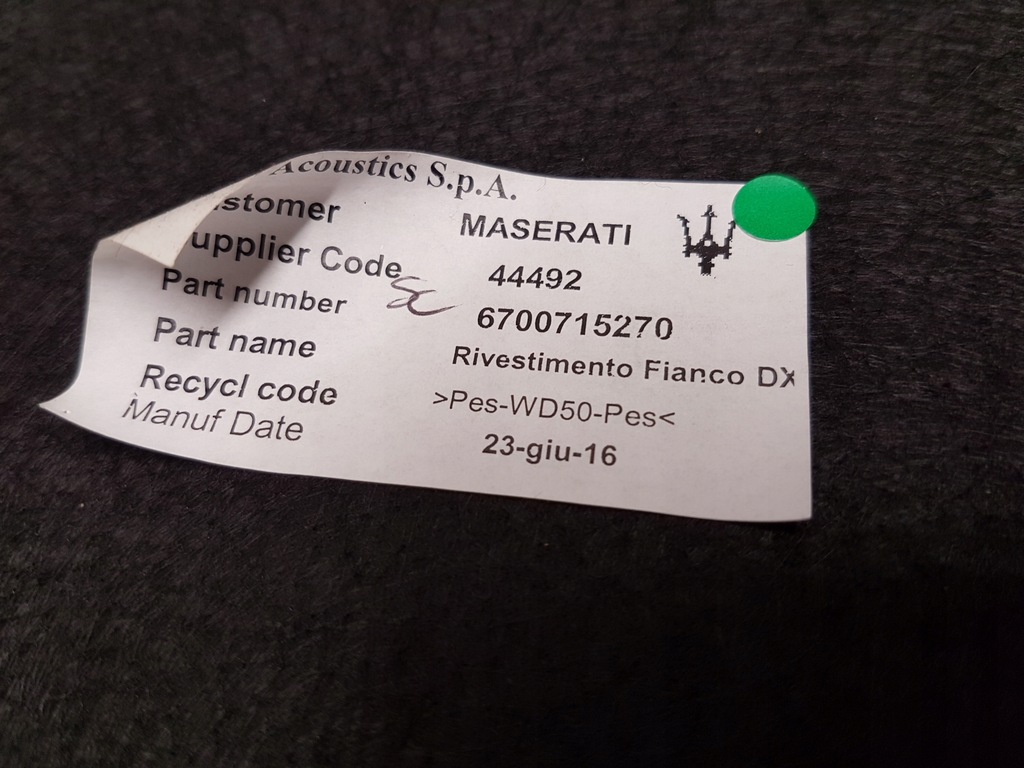 Acoustics S.p.A.
stomer MASERATI
upplier Code 44492
Part number 6700715270
Part name Rivestimento Fianco DX
Recycl code >Pes-WD50-Pes<
Manuf Date 23-giu-16